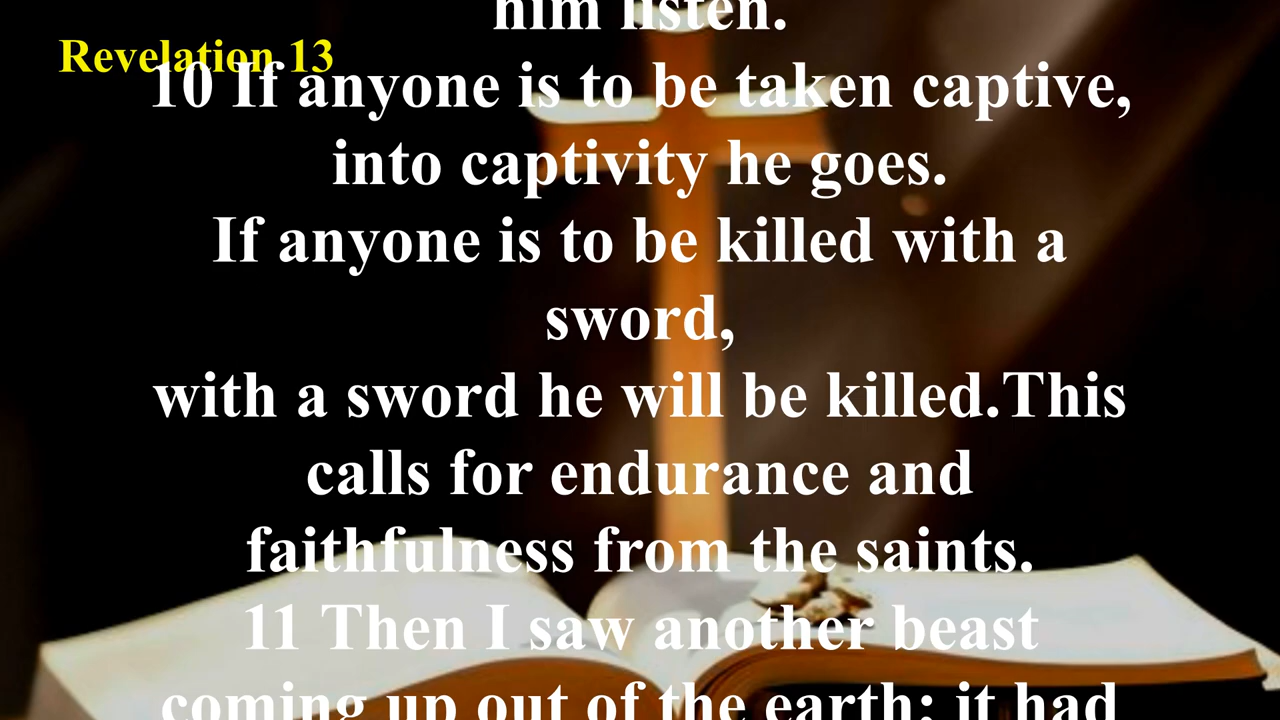 him listen.
Revelation 13
10 If anyone is to be taken captive,
into captivity he goes.
If anyone is to be killed with a
sword,
with a sword he will be killed.This
calls for endurance and
faithfulness from the saints.
11 Then I saw another beast
coming up out of the earth; it had